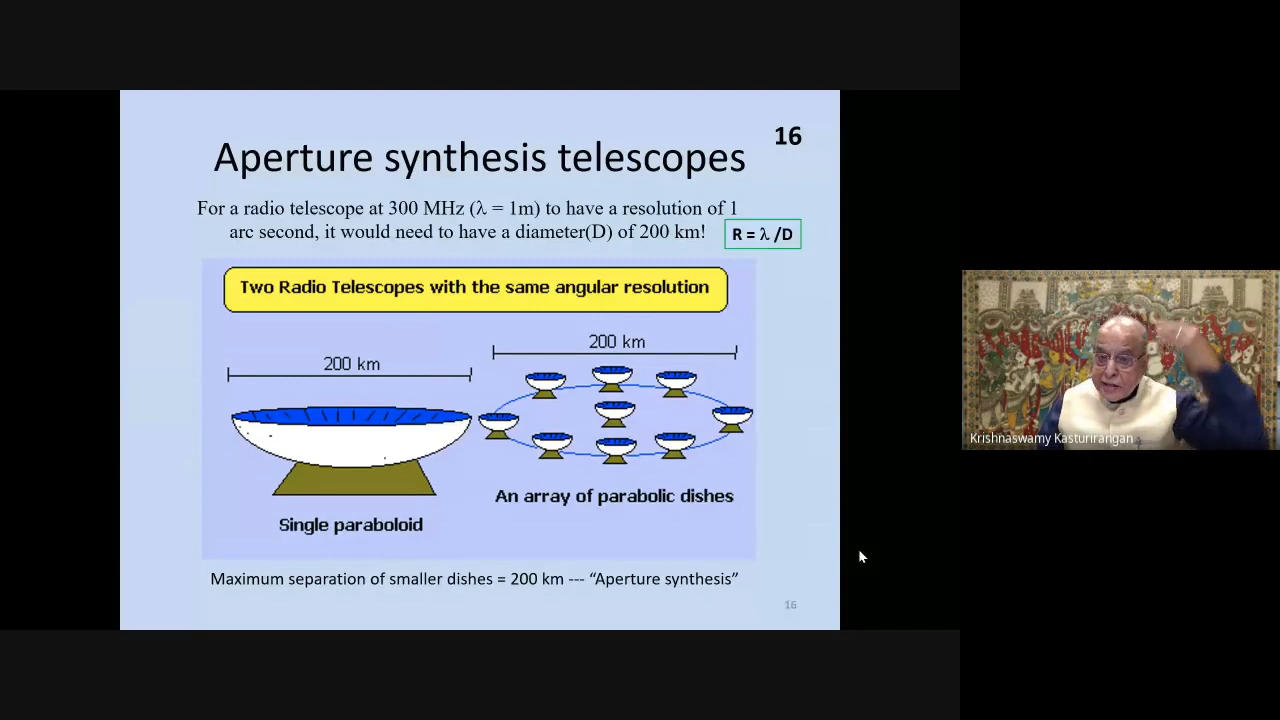 16
Aperture synthesis telescopes
For a radio telescope at 300 MHz (λ = 1m) to have a resolution of 1
arc second, it would need to have a diameter(D) of 200 km!
R = λ /D
Two Radio Telescopes with the same angular resolution
200 km
200 km
An array of parabolic dishes
Single paraboloid
Maximum separation of smaller dishes = 200 km --- “Aperture synthesis”
16
Krishnaswamy Kasturirangan